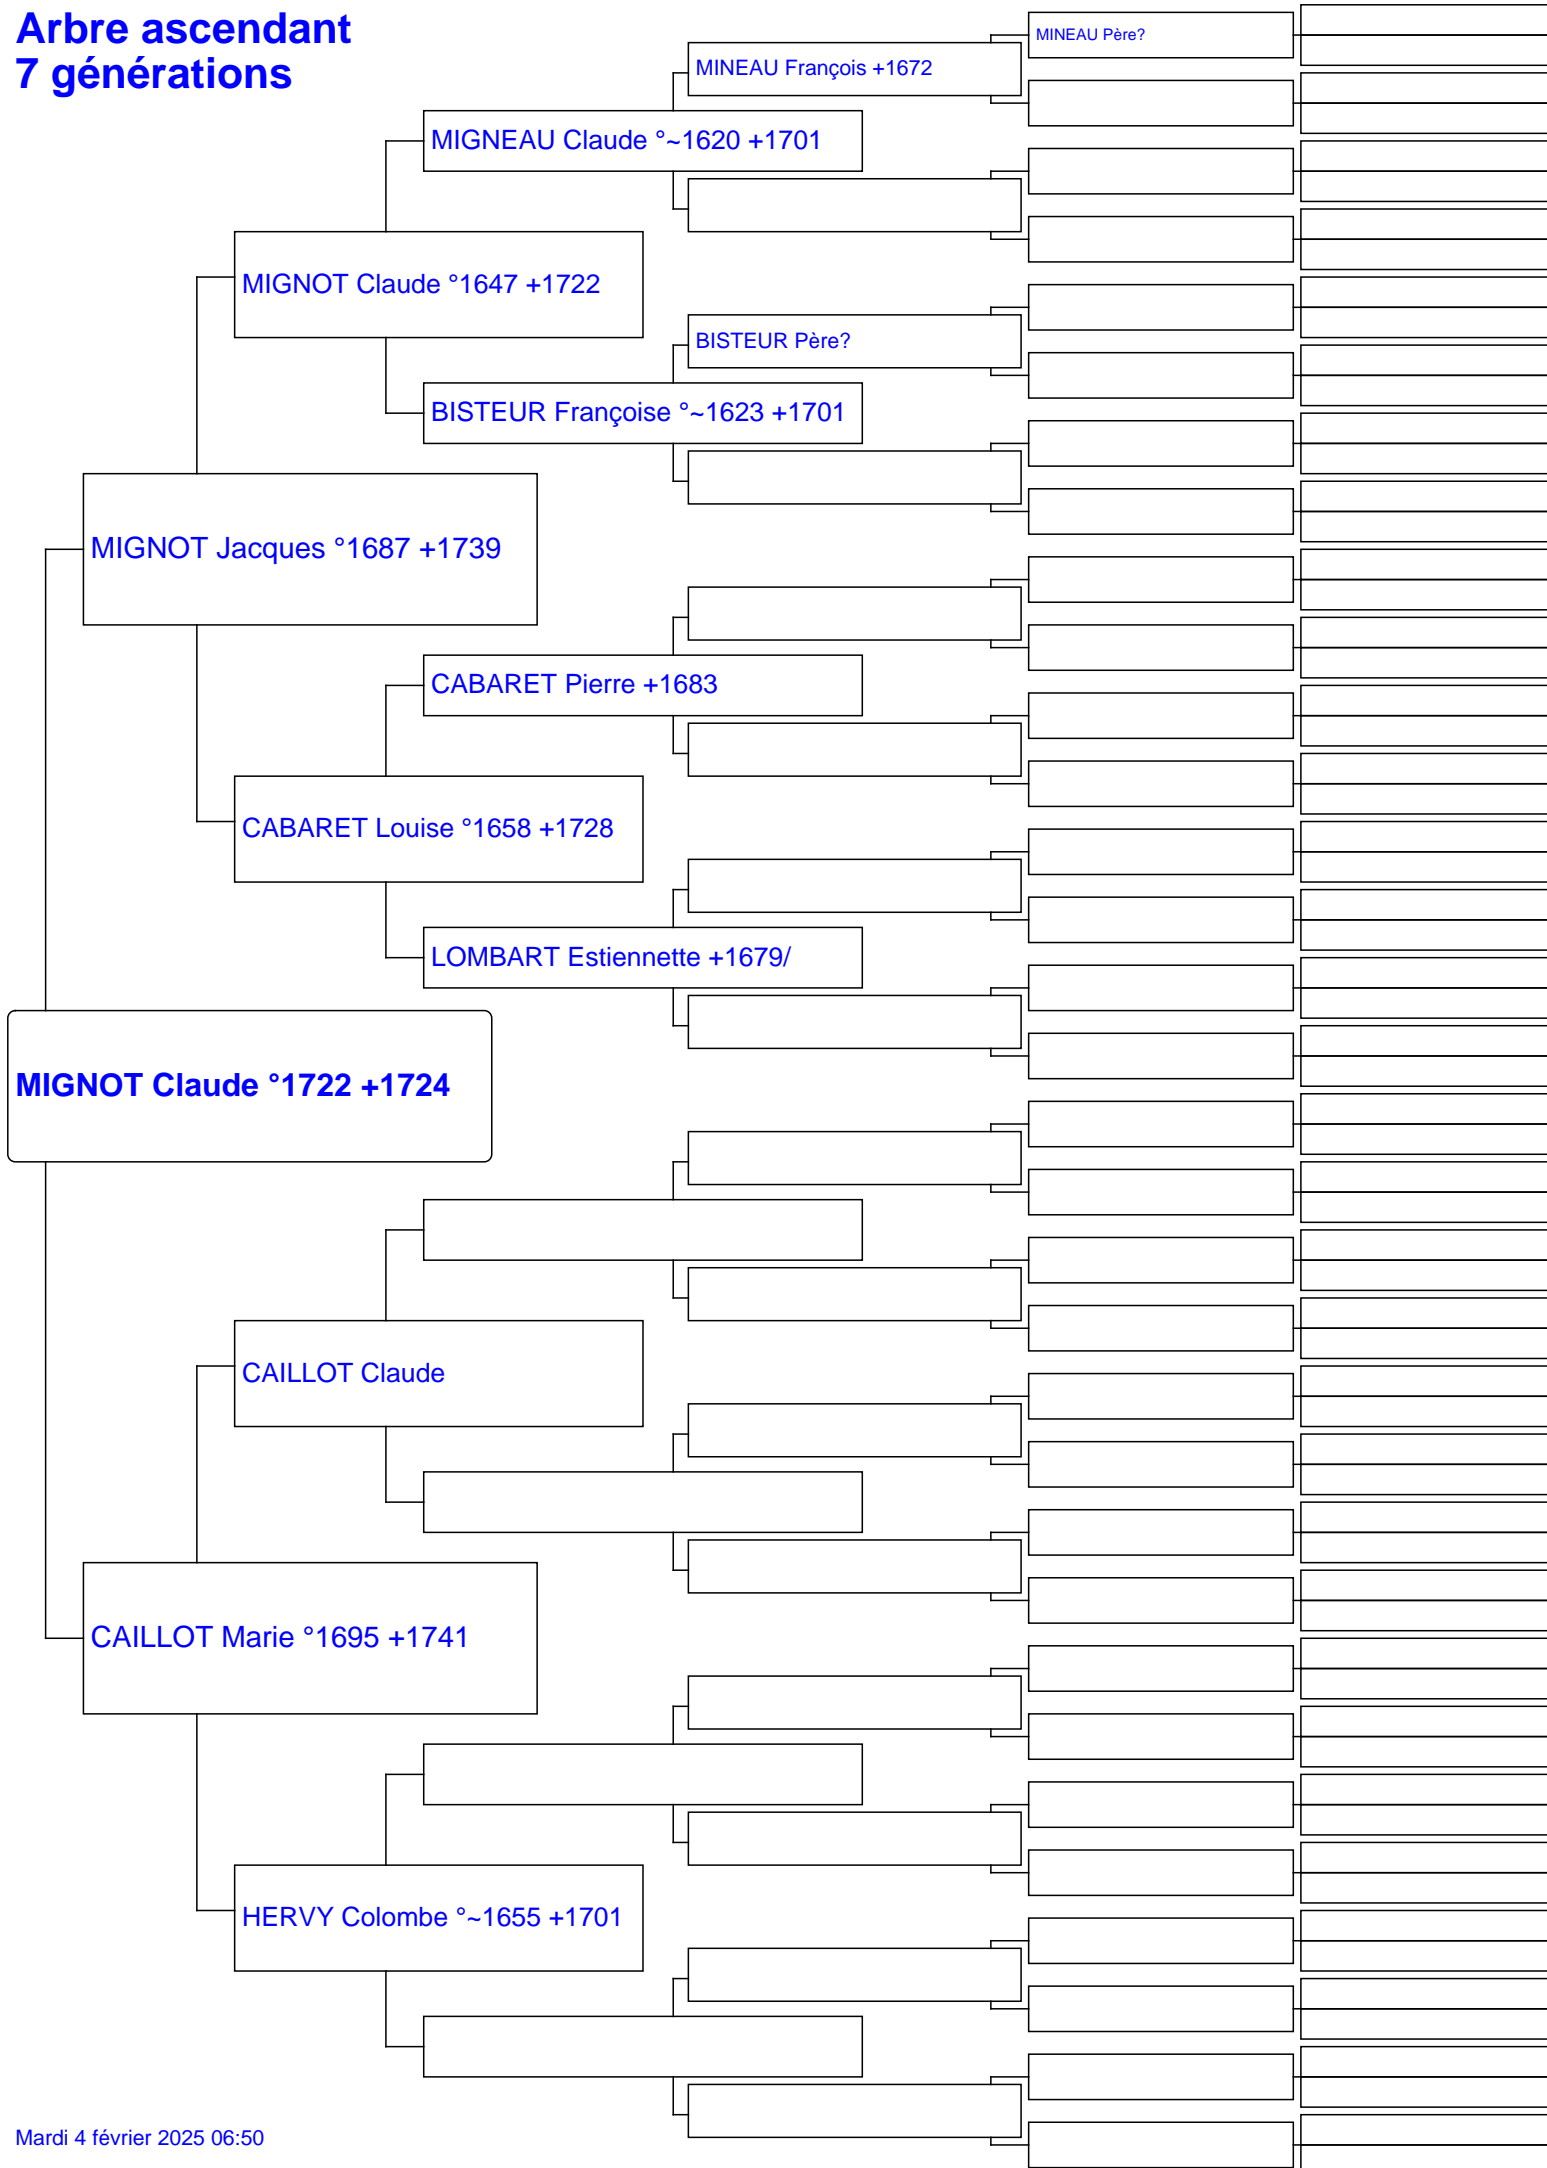 Arbre ascendant
7 générations
MINEAU Père?
MINEAU François +1672
MIGNEAU Claude °~1620 +1701
MIGNOT Claude °1647 +1722
BISTEUR Père?
BISTEUR Françoise °~1623 +1701
MIGNOT Jacques °1687 +1739
CABARET Pierre +1683
CABARET Louise °1658 +1728
LOMBART Estiennette +1679/
MIGNOT Claude °1722 +1724
CAILLOT Claude
CAILLOT Marie °1695 +1741
HERVY Colombe °~1655 +1701
Mardi 4 février 2025 06:50